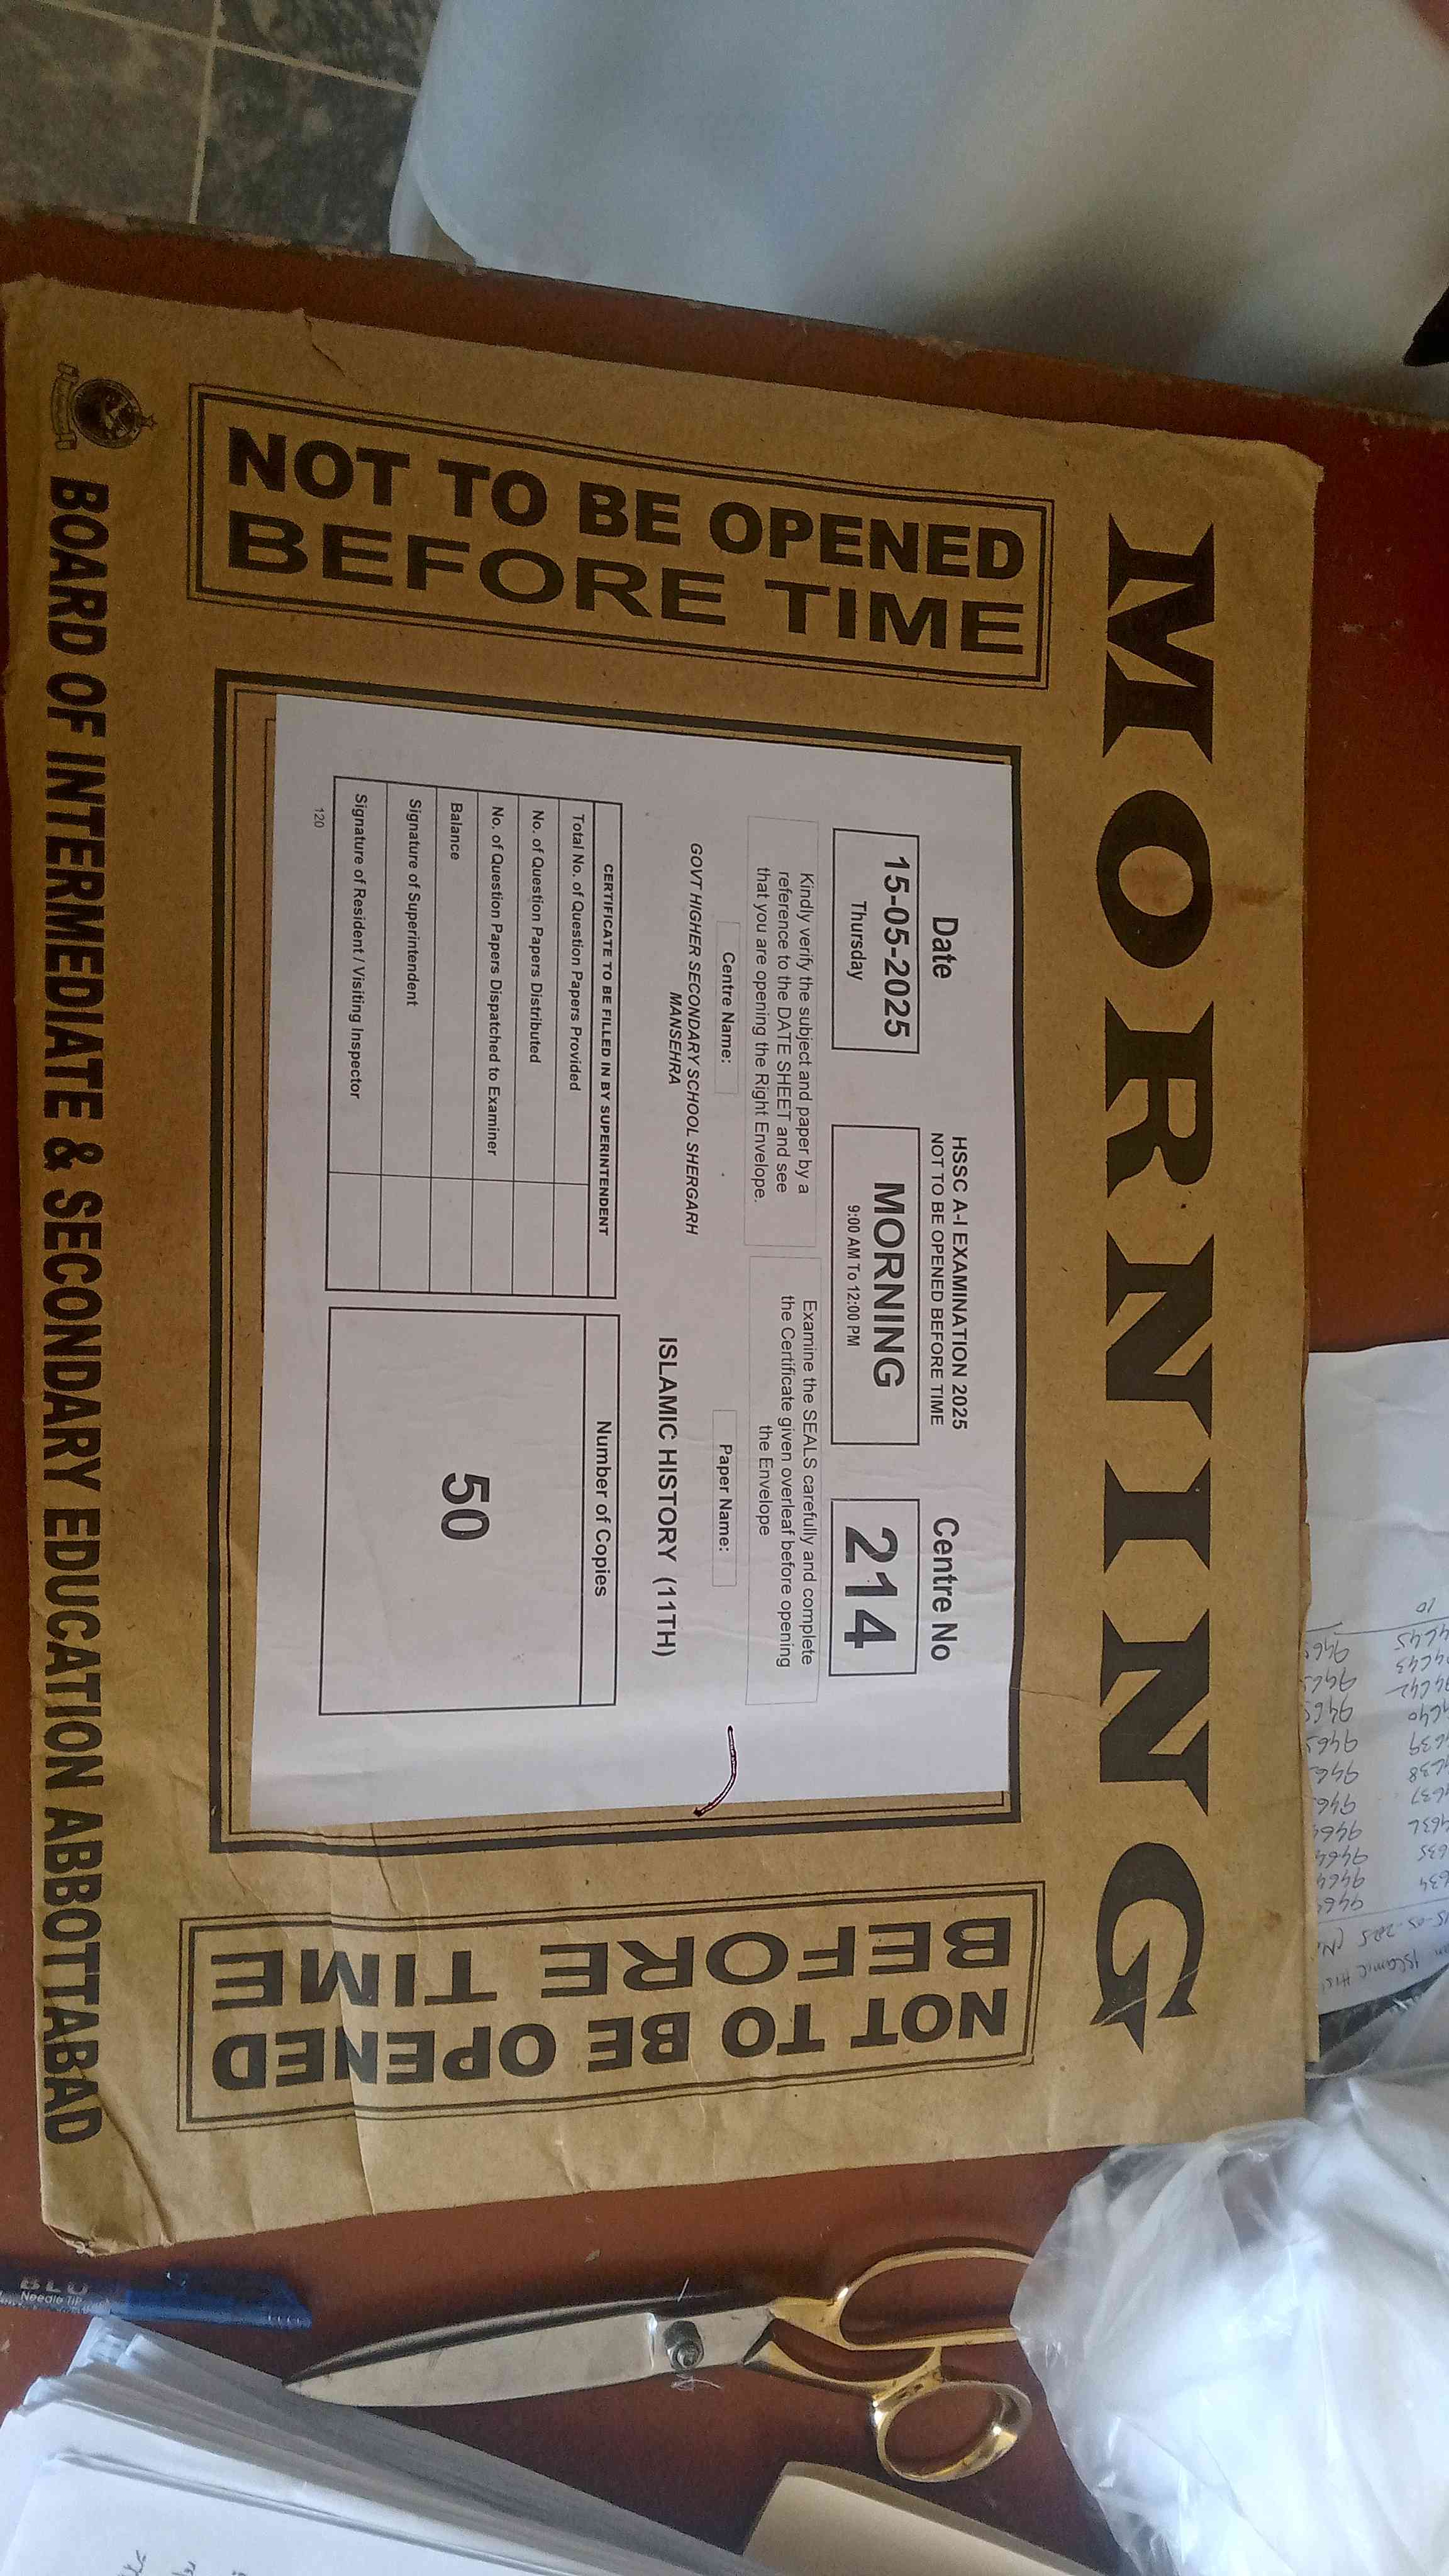 MORNING
NOT TO BE OPENED
BEFORE TIME
HSSC A-I EXAMINATION 2025
NOT TO BE OPENED BEFORE TIME
Date
Centre No
15-05-2025
Thursday
MORNING
9:00 AM To 12:00 PM
214
Kindly verify the subject and paper by a
reference to the DATE SHEET and see
that you are opening the Right Envelope.
Examine the SEALS carefully and complete
the Certificate given overleaf before opening
the Envelope
Centre Name:
Paper Name:
GOVT HIGHER SECONDARY SCHOOL SHERGARH
MANSEHRA
ISLAMIC HISTORY (11TH)
CERTIFICATE TO BE FILLED IN BY SUPERINTENDENT
Total No. of Question Papers Provided
No. of Question Papers Distributed
No. of Question Papers Dispatched to Examiner
Balance
Signature of Superintendent
Signature of Resident / Visiting Inspector
Number of Copies
50
120
NOT TO BE OPENED
BEFORE TIME
BOARD OF INTERMEDIATE & SECONDARY EDUCATION ABBOTTABAD
Needle Tip